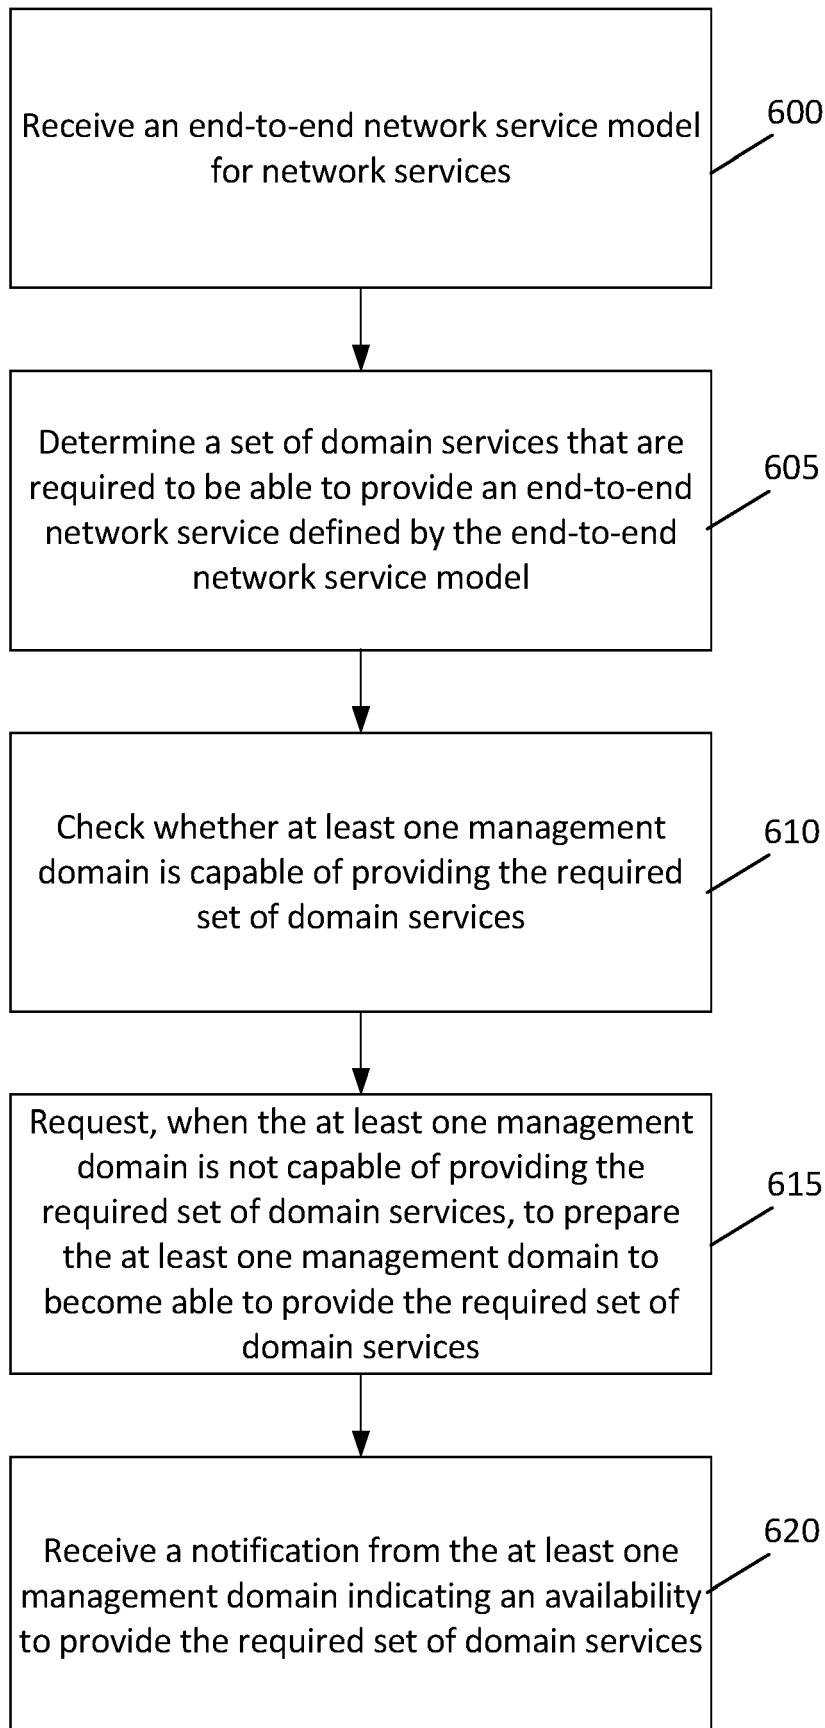 Receive an end-to-end network service model
for network services
600
Determine a set of domain services that are
required to be able to provide an end-to-end
network service defined by the end-to-end
network service model
605
Check whether at least one management
domain is capable of providing the required
set of domain services
610
Request, when the at least one management
domain is not capable of providing the
required set of domain services, to prepare
the at least one management domain to
become able to provide the required set of
domain services
615
Receive a notification from the at least one
management domain indicating an availability
to provide the required set of domain services
620